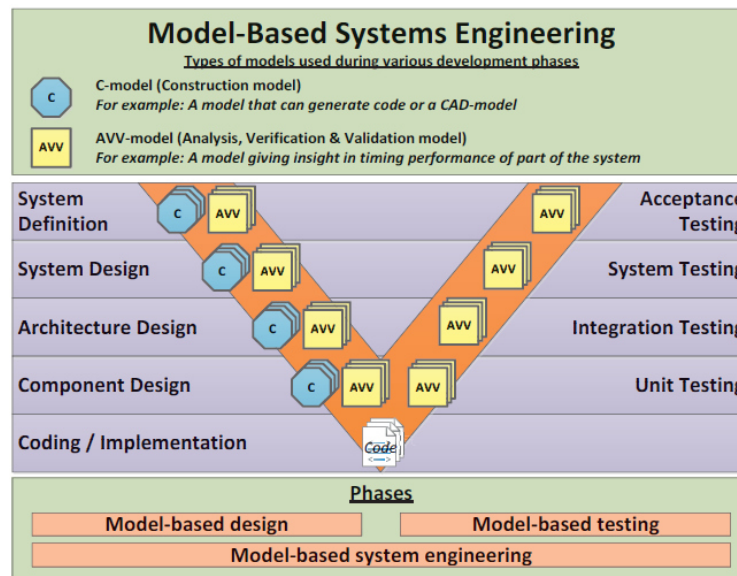 Model-Based Systems Engineering
Types of models used during various development phases
C
C-model (Construction model)
For example: A model that can generate code or a CAD-model
AVV
AVV-model (Analysis, Verification & Validation model)
For example: A model giving insight in timing performance of part of the system
System
Definition
C
AVV
AVV
Acceptance
Testing
System Design
C
AVV
AVV
System Testing
Architecture Design
C
AVV
AVV
Integration Testing
Component Design
C
AVV
AVV
Unit Testing
Coding / Implementation
Code
Phases
Model-based design
Model-based testing
Model-based system engineering